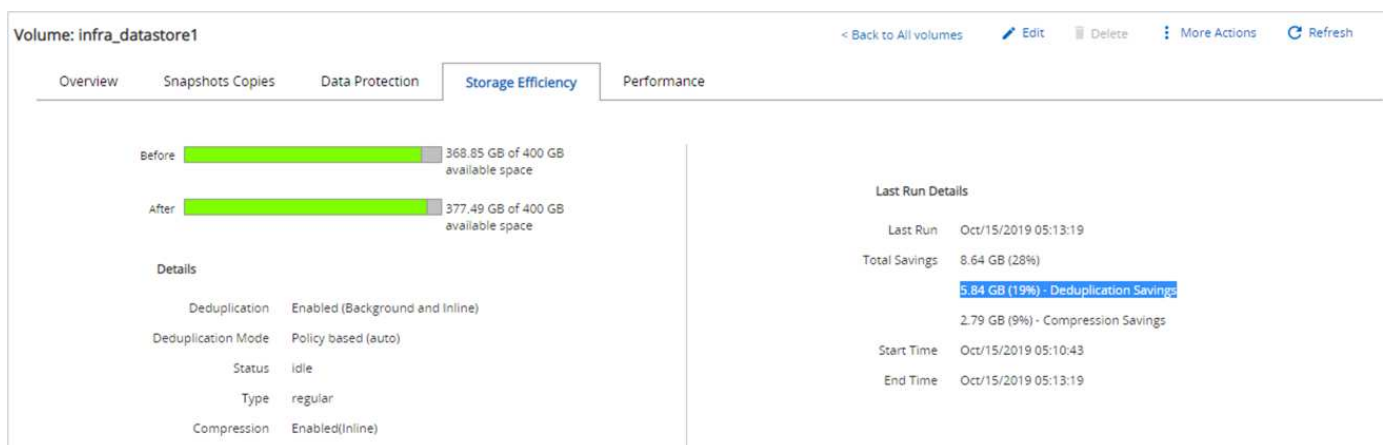 Volume: infra_datastore1
< Back to All volumes Edit Delete More Actions Refresh
Overview Snapshots Copies Data Protection Storage Efficiency Performance
Before 368.85 GB of 400 GB
available space
After 377.49 GB of 400 GB
available space
Details
Deduplication Enabled (Background and Inline)
Deduplication Mode Policy based (auto)
Status idle
Type regular
Compression Enabled(Inline)
Last Run Details
Last Run Oct/15/2019 05:13:19
Total Savings 8.64 GB (28%)
5.84 GB (19%) - Deduplication Savings
2.79 GB (9%) - Compression Savings
Start Time Oct/15/2019 05:10:43
End Time Oct/15/2019 05:13:19